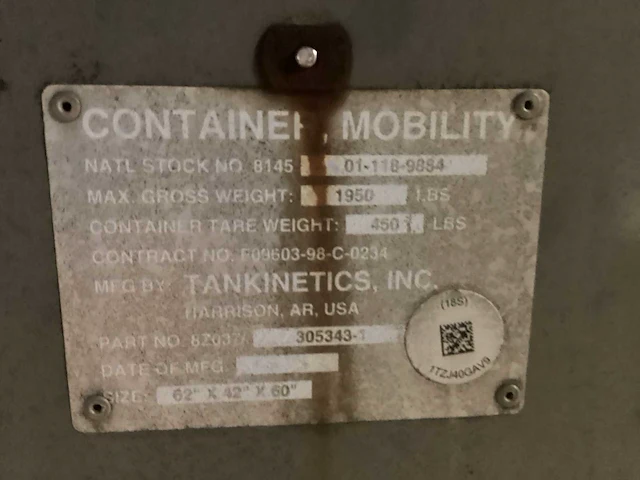 CONTAINER, MOBILITY
NATL STOCK NO. 8145 01-118-9884
MAX. GROSS WEIGHT: 1950 LBS
CONTAINER TARE WEIGHT: 450 LBS
CONTRACT NO. F09603-98-C-0234
MFG BY: TANKINETICS, INC.
HARRISON, AR, USA
PART NO. 305343-1
DATE OF MFG.
SIZE: 62" X 42" X 60"
(18S)
1TZJ40GAV9